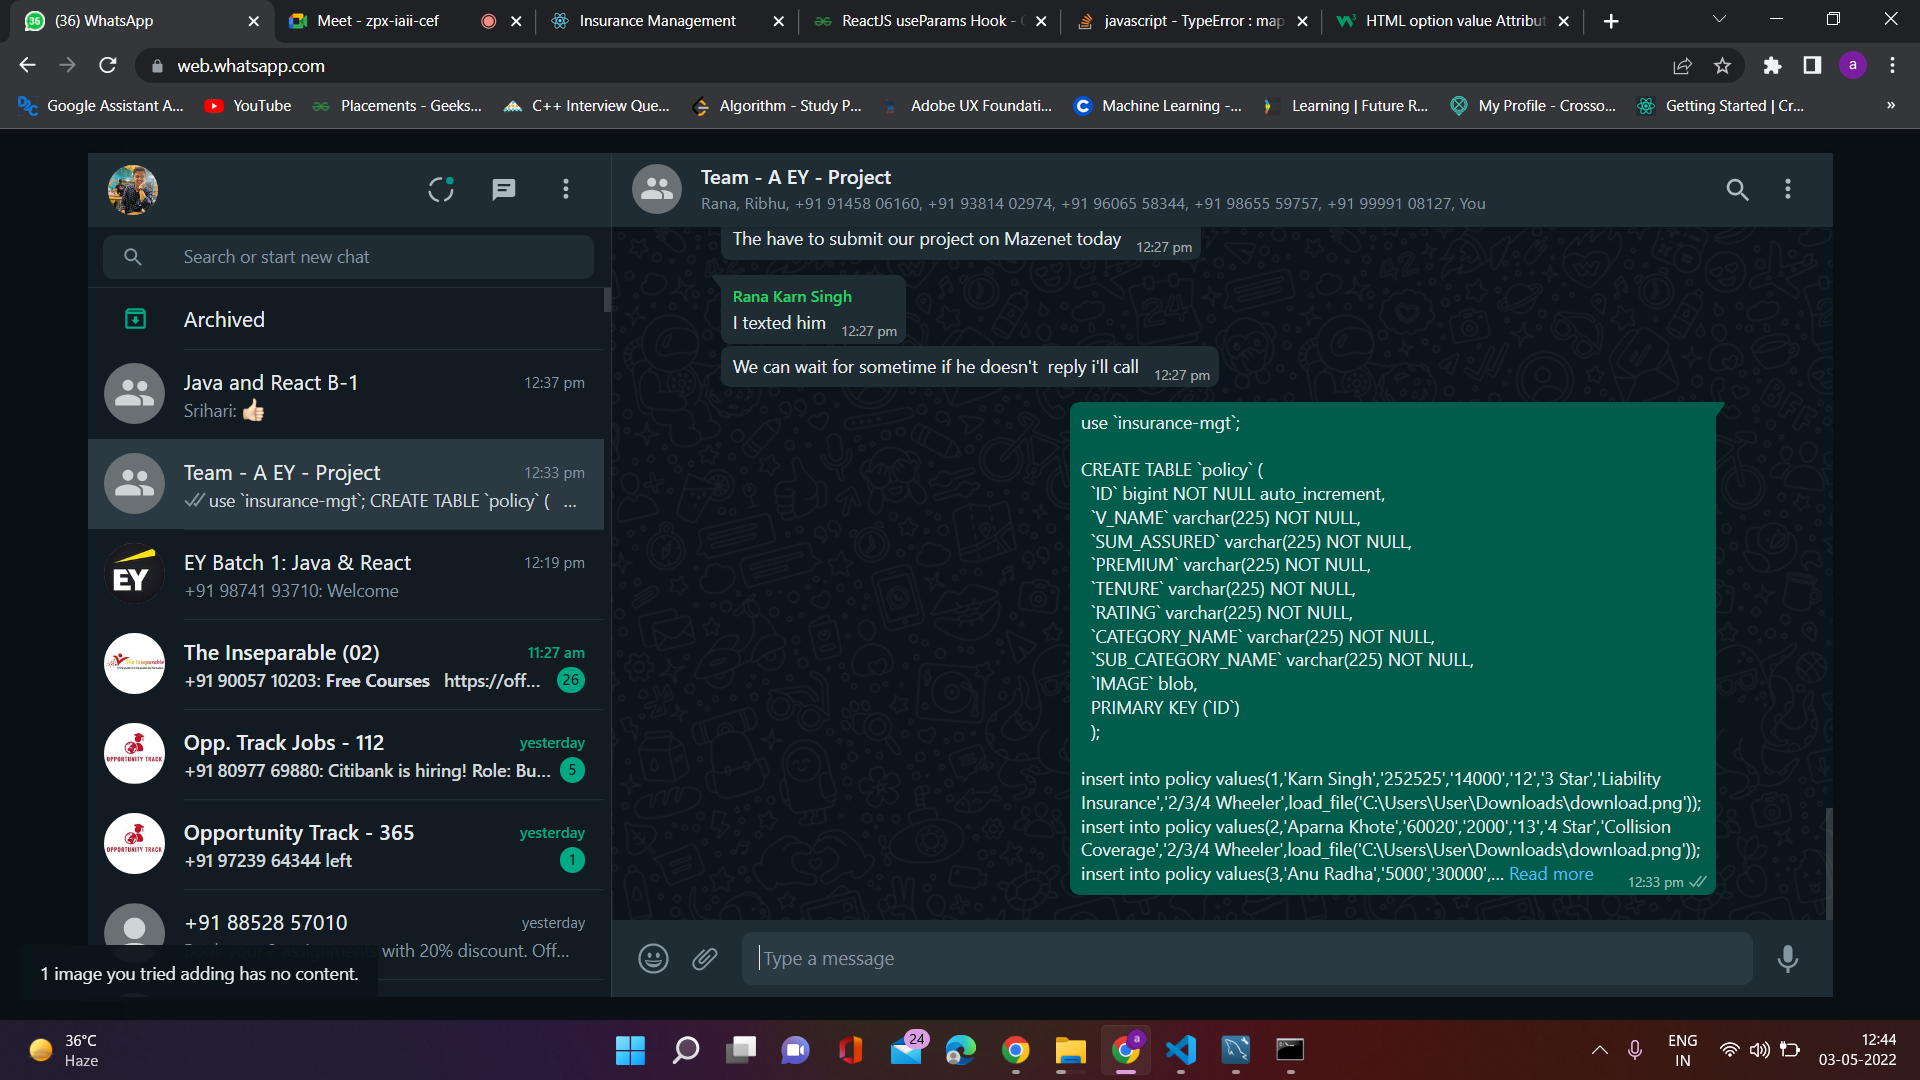 (36) WhatsApp
Meet - zpx-iaii-cef
Insurance Management
ReactJS useParams Hook -
javascript - TypeError : map
HTML option value Attribut
web.whatsapp.com
a
Google Assistant A...
YouTube
Placements - Geeks...
C++ Interview Que...
Algorithm - Study P...
Adobe UX Foundati...
Machine Learning -...
Learning | Future R...
My Profile - Crosso...
Getting Started | Cr...
»
Search or start new chat
Archived
Java and React B-1
12:37 pm
Srihari: 👍🏻
Team - A EY - Project
12:33 pm
use `insurance-mgt`; CREATE TABLE `policy` ( ...
EY
EY Batch 1: Java & React
12:19 pm
+91 98741 93710: Welcome
The Inseparable (02)
11:27 am
+91 90057 10203: Free Courses https://off...
26
OPPORTUNITY TRACK
Opp. Track Jobs - 112
yesterday
+91 80977 69880: Citibank is hiring! Role: Bu...
5
OPPORTUNITY TRACK
Opportunity Track - 365
yesterday
+91 97239 64344 left
1
+91 88528 57010
yesterday
with 20% discount. Off...
1 image you tried adding has no content.
Team - A EY - Project
Rana, Ribhu, +91 91458 06160, +91 93814 02974, +91 96065 58344, +91 98655 59757, +91 99991 08127, You
The have to submit our project on Mazenet today
12:27 pm
Rana Karn Singh
I texted him
12:27 pm
We can wait for sometime if he doesn't reply i'll call
12:27 pm
use `insurance-mgt`;
CREATE TABLE `policy` (
`ID` bigint NOT NULL auto_increment,
`V_NAME` varchar(225) NOT NULL,
`SUM_ASSURED` varchar(225) NOT NULL,
`PREMIUM` varchar(225) NOT NULL,
`TENURE` varchar(225) NOT NULL,
`RATING` varchar(225) NOT NULL,
`CATEGORY_NAME` varchar(225) NOT NULL,
`SUB_CATEGORY_NAME` varchar(225) NOT NULL,
`IMAGE` blob,
PRIMARY KEY (`ID`)
);
insert into policy values(1,'Karn Singh','252525','14000','12','3 Star','Liability
Insurance','2/3/4 Wheeler',load_file('C:\Users\User\Downloads\download.png'));
insert into policy values(2,'Aparna Khote','60020','2000','13','4 Star','Collision
Coverage','2/3/4 Wheeler',load_file('C:\Users\User\Downloads\download.png'));
insert into policy values(3,'Anu Radha','5000','30000',... Read more
12:33 pm
Type a message
36°C
Haze
24
a
ENG
IN
12:44
03-05-2022